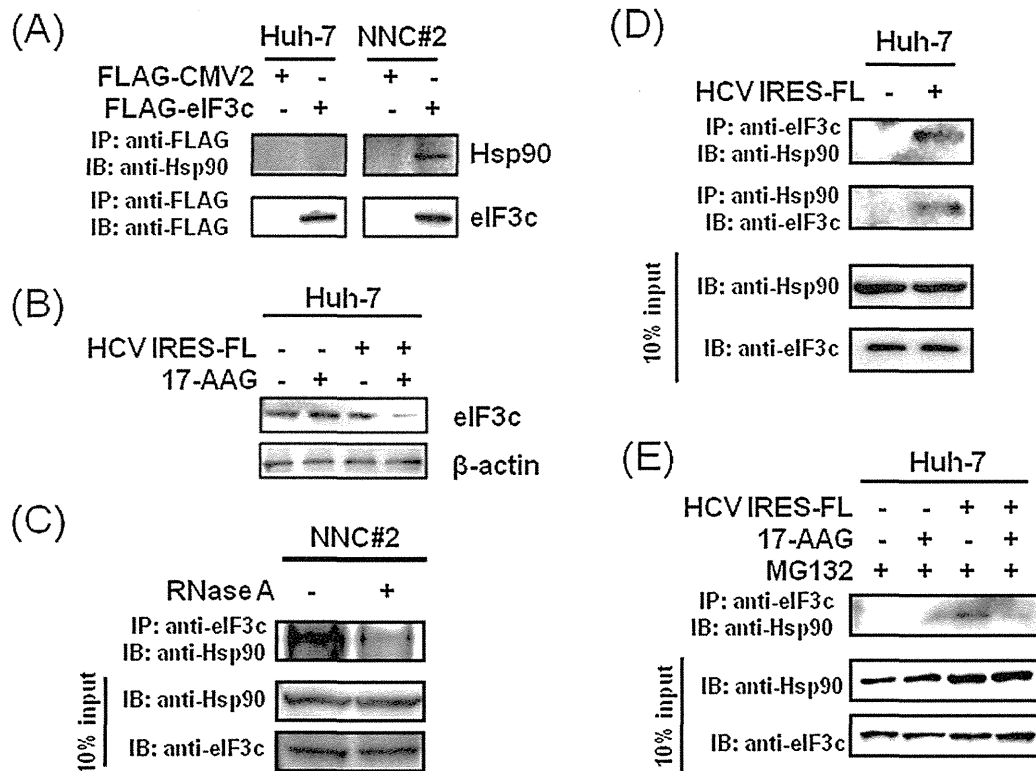 (A)
Huh-7 NNC#2
FLAG-CMV2 + - + -
FLAG-eIF3c - + - +
IP: anti-FLAG
IB: anti-Hsp90
Hsp90
IP: anti-FLAG
IB: anti-FLAG
eIF3c
(B)
Huh-7
HCV IRES-FL - - + +
17-AAG - + - +
eIF3c
β-actin
(C)
NNC#2
RNase A - +
IP: anti-eIF3c
IB: anti-Hsp90
10% input
IB: anti-Hsp90
IB: anti-eIF3c
(D)
Huh-7
HCV IRES-FL - +
IP: anti-eIF3c
IB: anti-Hsp90
IP: anti-Hsp90
IB: anti-eIF3c
10% input
IB: anti-Hsp90
IB: anti-eIF3c
(E)
Huh-7
HCV IRES-FL - - + +
17-AAG - + - +
MG132 + + + +
IP: anti-eIF3c
IB: anti-Hsp90
10% input
IB: anti-Hsp90
IB: anti-eIF3c